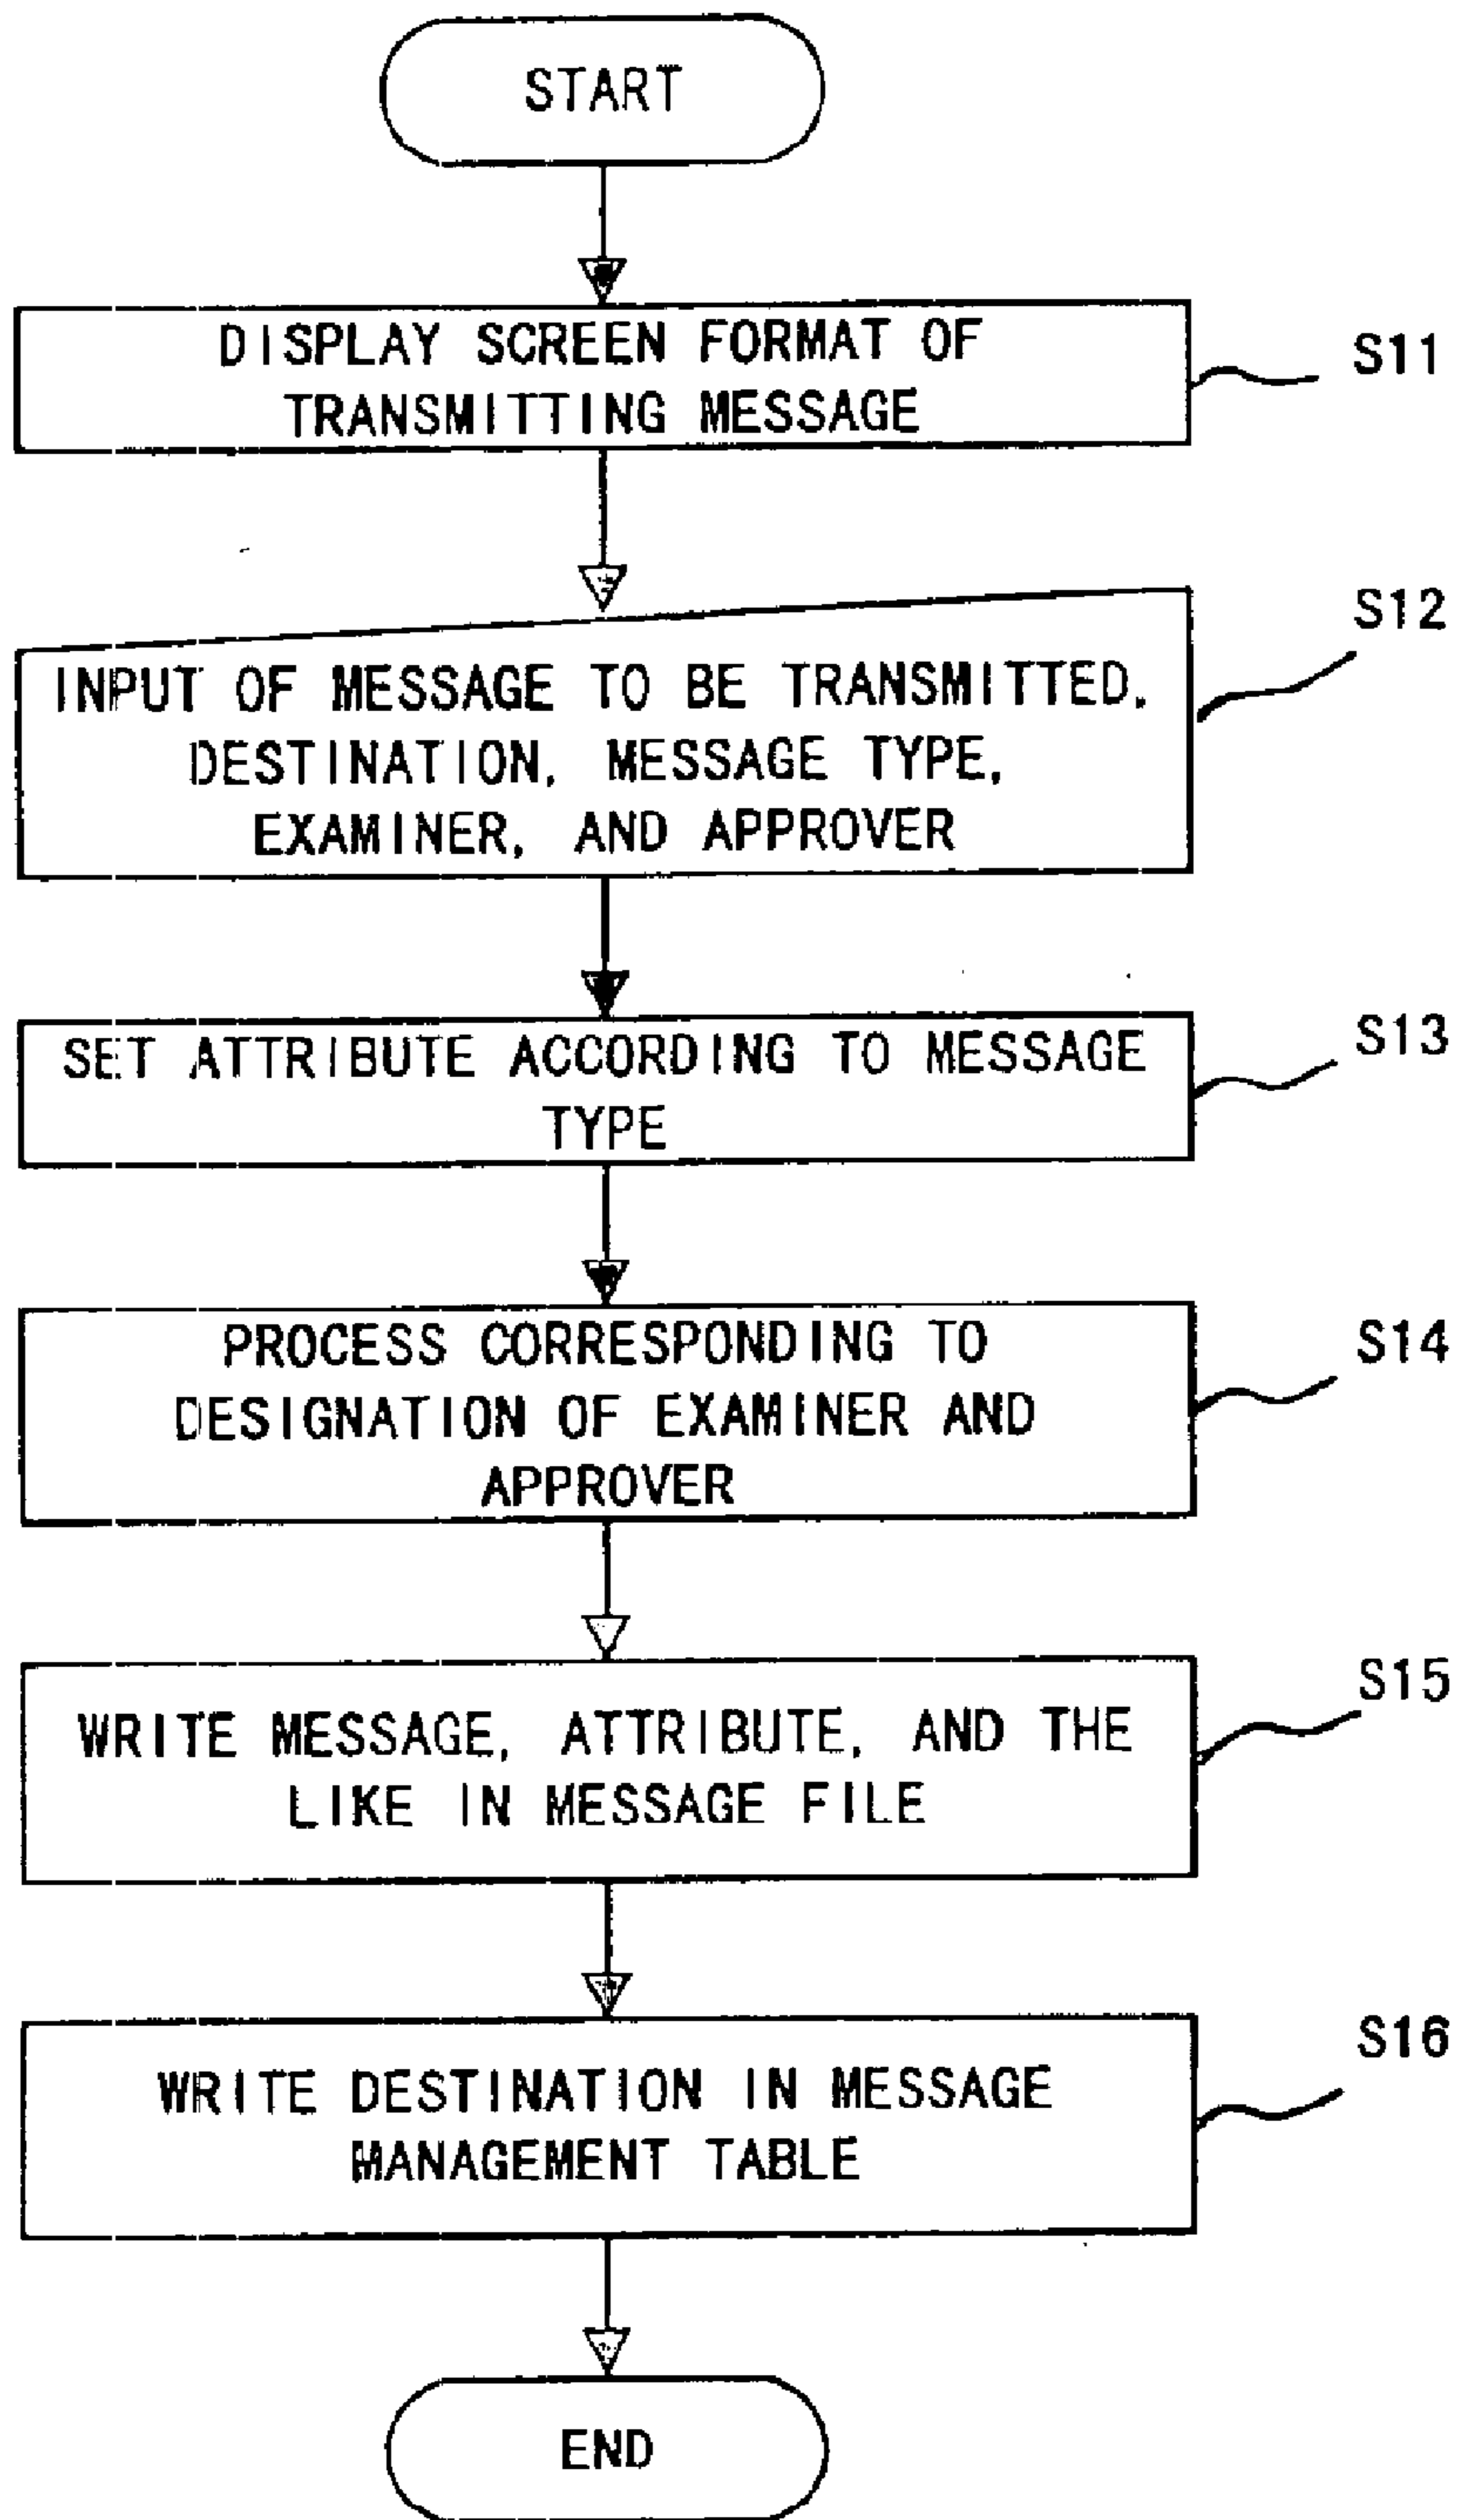 START
DISPLAY SCREEN FORMAT OF
TRANSMITTING MESSAGE
S11
INPUT OF MESSAGE TO BE TRANSMITTED,
DESTINATION, MESSAGE TYPE,
EXAMINER, AND APPROVER
S12
SET ATTRIBUTE ACCORDING TO MESSAGE
TYPE
S13
PROCESS CORRESPONDING TO
DESIGNATION OF EXAMINER AND
APPROVER
S14
WRITE MESSAGE, ATTRIBUTE, AND THE
LIKE IN MESSAGE FILE
S15
WRITE DESTINATION IN MESSAGE
MANAGEMENT TABLE
S16
END